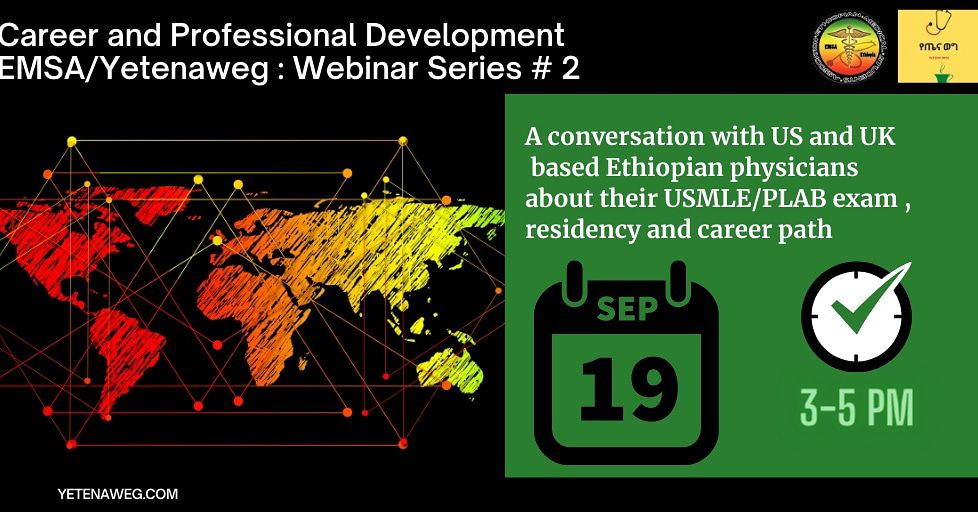 Career and Professional Development
EMSA/Yetenaweg : Webinar Series # 2
EMSA
Ethiopia
የጤና ወግ
A conversation with US and UK
based Ethiopian physicians
about their USMLE/PLAB exam ,
residency and career path
SEP
19
3-5 PM
YETENAWEG.COM